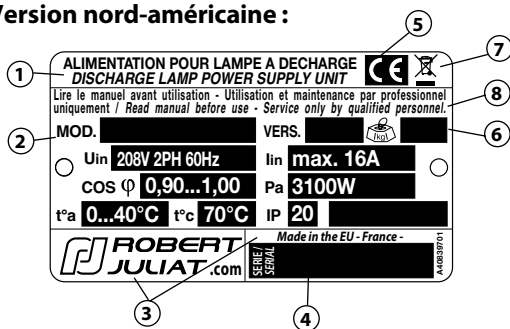 Version nord-américaine :
5
7
1
ALIMENTATION POUR LAMPE A DECHARGE
DISCHARGE LAMP POWER SUPPLY UNIT
CE
Lire le manuel avant utilisation - Utilisation et maintenance par professionnel
uniquement / Read manual before use - Service only by qualified personnel.
8
2
MOD.
VERS.
[kg]
6
Uin 208V 2PH 60Hz
Iin max. 16A
COS φ 0,90...1,00
Pa 3100W
t°a 0...40°C t°c 70°C
IP 20
ROBERT
JULIAT .com
Made in the EU - France -
SERIE /
SERIAL
A40839701
3
4